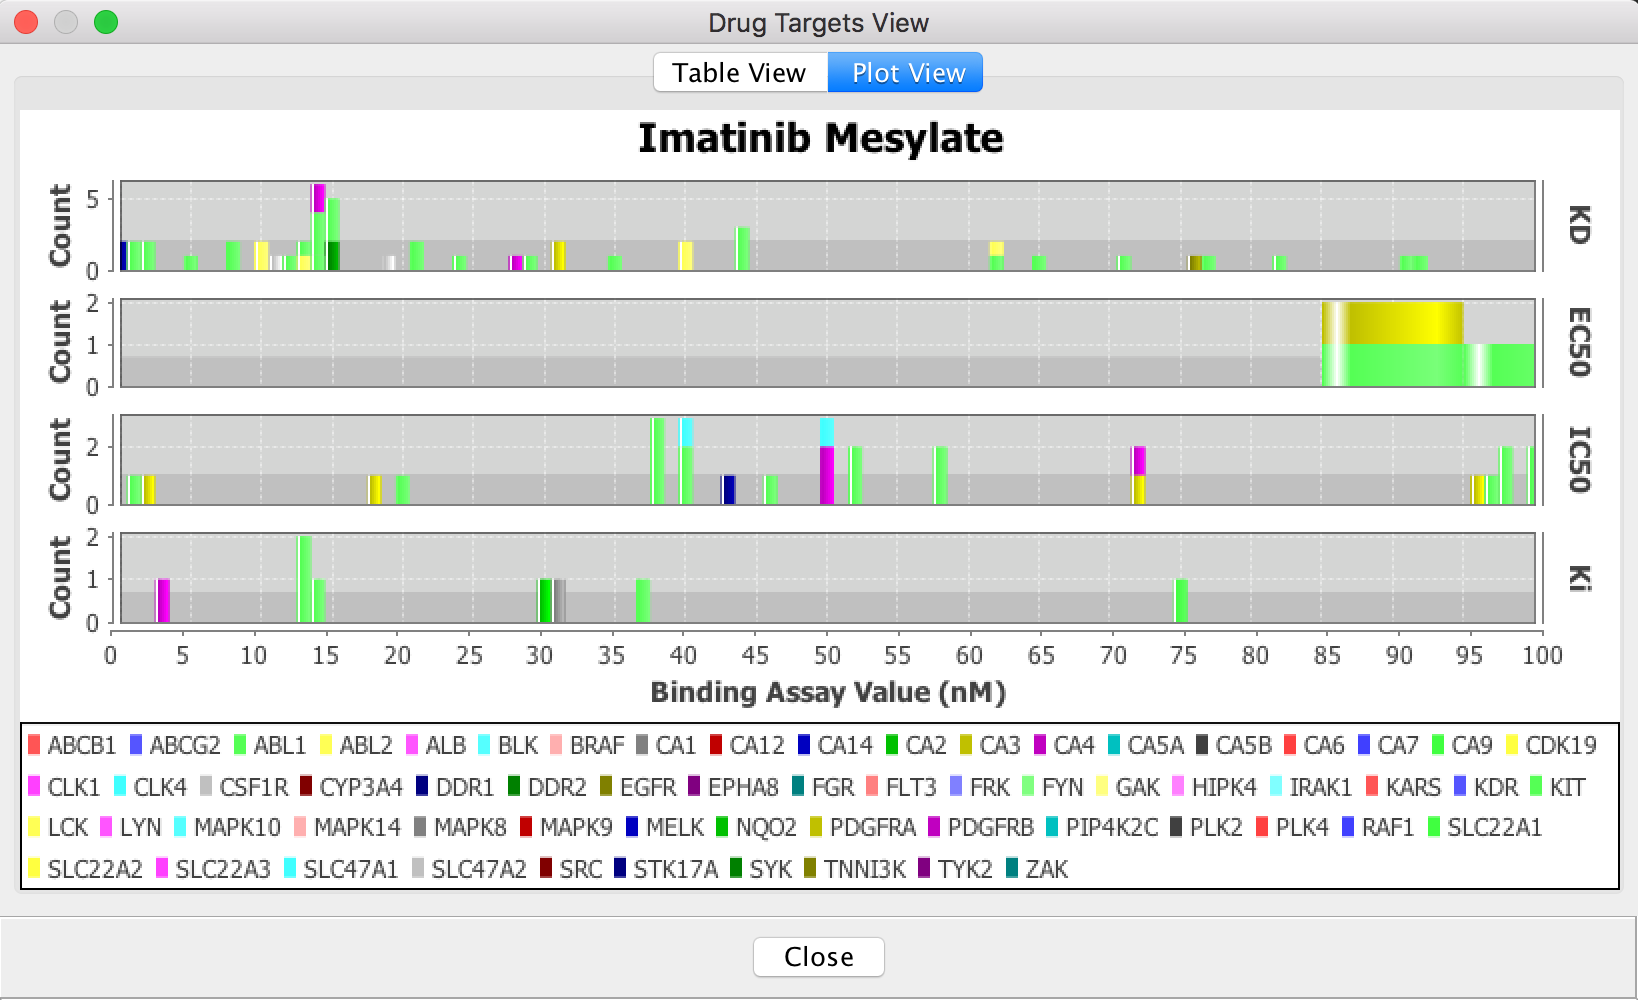 Drug Targets View
Table View Plot View
Imatinib Mesylate
Count 5 0 KD
Count 2 1 0 EC50
Count 2 0 IC50
Count 2 1 0 Ki
0 5 10 15 20 25 30 35 40 45 50 55 60 65 70 75 80 85 90 95 100
Binding Assay Value (nM)
ABCB1 ABCG2 ABL1 ABL2 ALB BLK BRAF CA1 CA12 CA14 CA2 CA3 CA4 CA5A CA5B CA6 CA7 CA9 CDK19
CLK1 CLK4 CSF1R CYP3A4 DDR1 DDR2 EGFR EPHA8 FGR FLT3 FRK FYN GAK HIPK4 IRAK1 KARS KDR KIT
LCK LYN MAPK10 MAPK14 MAPK8 MAPK9 MELK NQO2 PDGFRA PDGFRB PIP4K2C PLK2 PLK4 RAF1 SLC22A1
SLC22A2 SLC22A3 SLC47A1 SLC47A2 SRC STK17A SYK TNNI3K TYK2 ZAK
Close